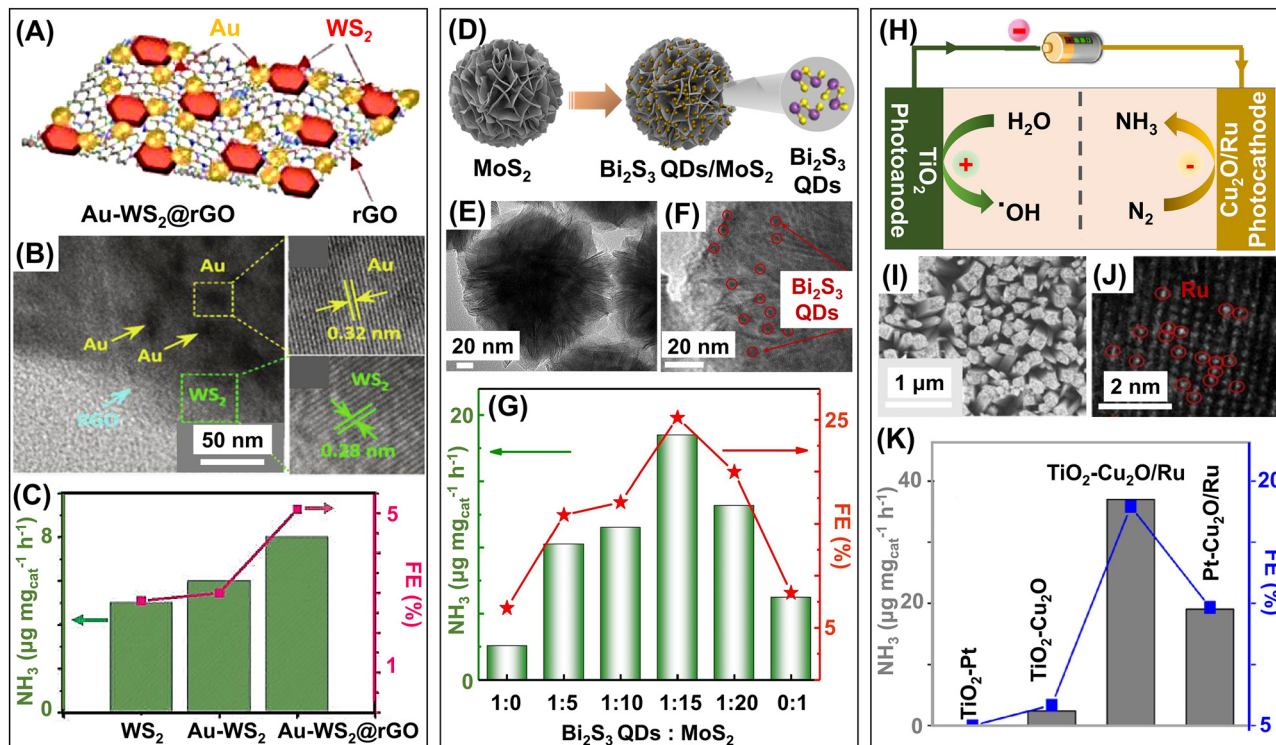 (A)
Au
WS₂
Au-WS₂@rGO
rGO
(B)
Au
Au
Au
RGO
WS₂
50 nm
Au
0.32 nm
WS₂
0.28 nm
(C)
NH₃ (µg mg_cat⁻¹ h⁻¹)
8
0
5
1
FE (%)
WS₂
Au-WS₂
Au-WS₂@rGO
(D)
MoS₂
Bi₂S₃ QDs/MoS₂
Bi₂S₃
QDs
(E)
20 nm
(F)
Bi₂S₃
QDs
20 nm
(G)
NH₃ (µg mg_cat⁻¹ h⁻¹)
20
0
25
5
FE (%)
1:0
1:5
1:10
1:15
1:20
0:1
Bi₂S₃ QDs : MoS₂
(H)
-
TiO₂
Photoanode
H₂O
+
·OH
NH₃
-
N₂
Cu₂O/Ru
Photocathode
(I)
1 µm
(J)
Ru
2 nm
(K)
NH₃ (µg mg_cat⁻¹ h⁻¹)
40
20
0
TiO₂-Pt
TiO₂-Cu₂O
TiO₂-Cu₂O/Ru
Pt-Cu₂O/Ru
20
5
FE (%)